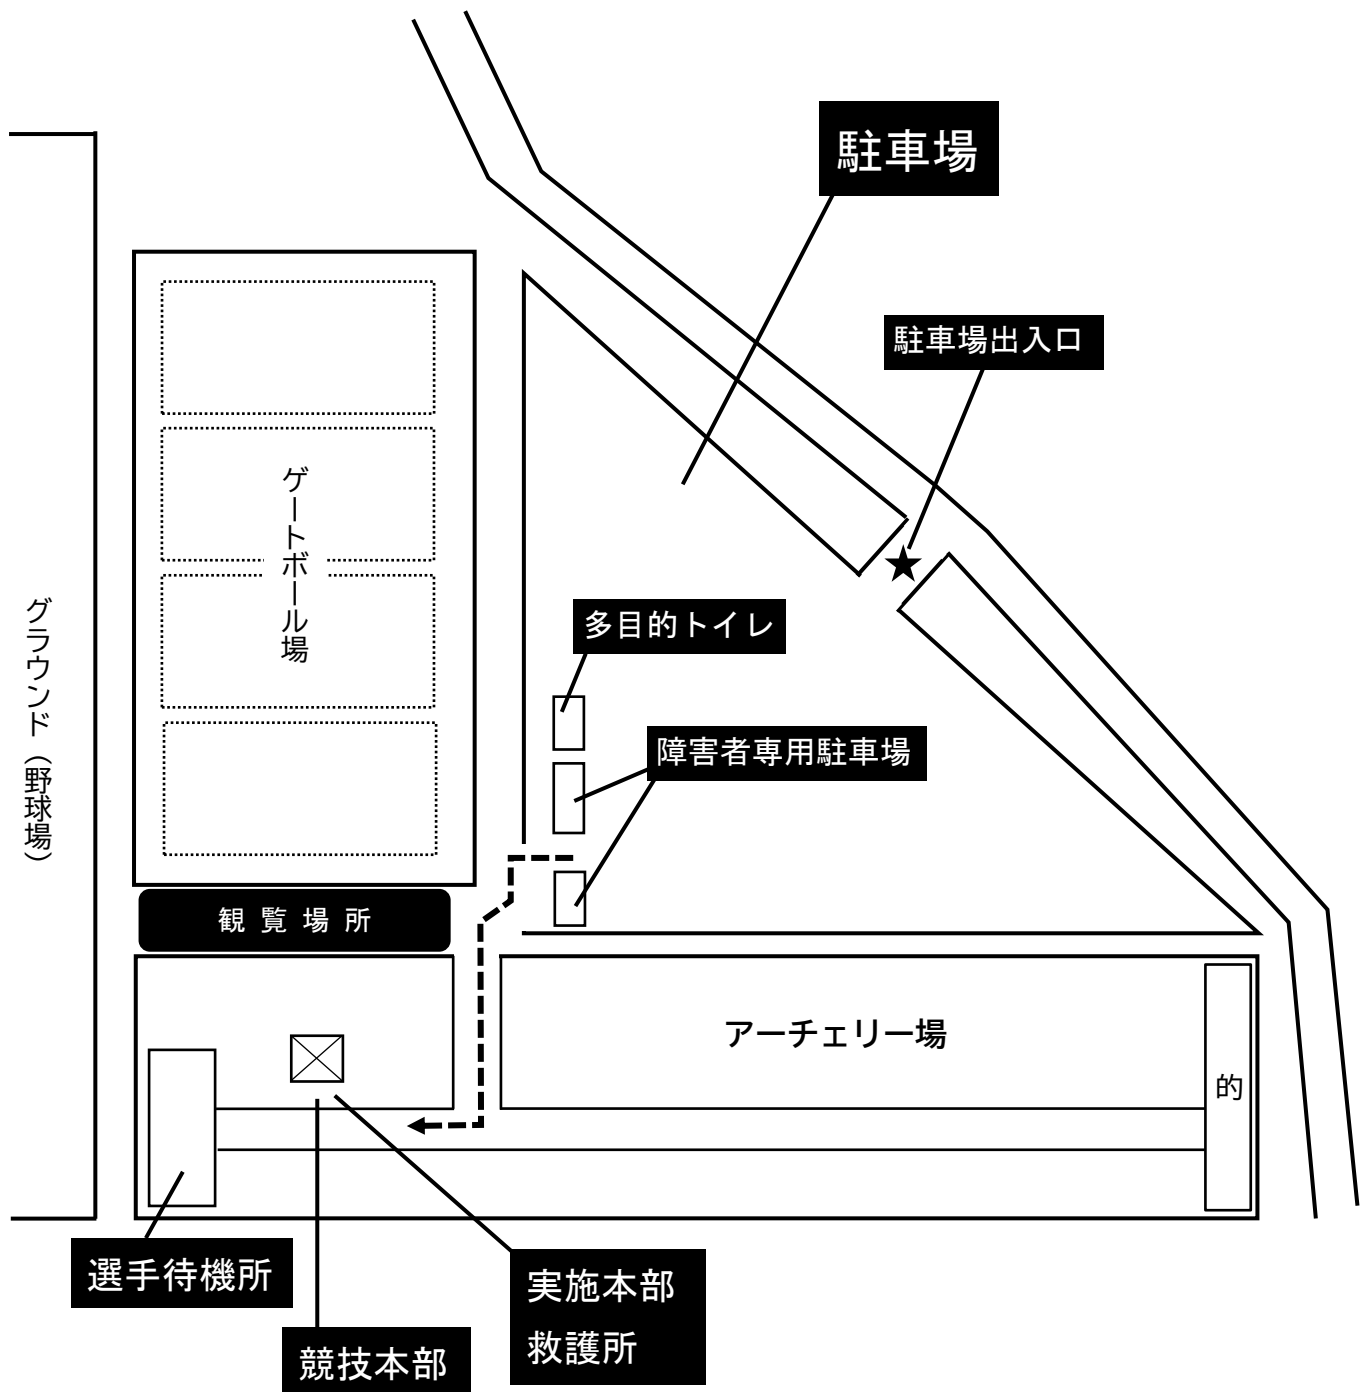 駐車場
駐車場出入口
ゲートボール場
グラウンド（野球場）
多目的トイレ
障害者専用駐車場
観覧場所
アーチェリー場
的
選手待機所
実施本部
救護所
競技本部